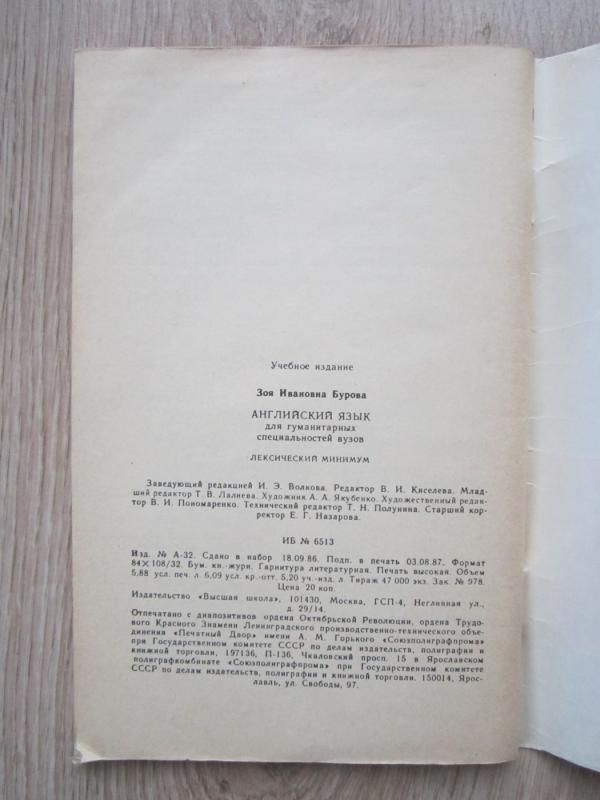 Учебное издание
Зоя Ивановна Бурова
АНГЛИЙСКИЙ ЯЗЫК
для гуманитарных
специальностей вузов
ЛЕКСИЧЕСКИЙ МИНИМУМ
Заведующий редакцией И. Э. Волкова. Редактор В. И. Киселева. Млад-
ший редактор Т. В. Лалиева. Художник А. А. Якубенко. Художественный редак-
тор В. И. Пономаренко. Технический редактор Т. Н. Полунина. Старший кор-
ректор Е. Г. Назарова.
ИБ № 6513
Изд. № А-32. Сдано в набор 18.09.86. Подп. в печать 03.08.87. Формат
84×108/32. Бум. кн.-журн. Гарнитура литературная. Печать высокая. Объем
5,88 усл. печ. л 6,09 усл. кр.-отт. 5,20 уч.-изд. л. Тираж 47 000 экз. Зак. № 978.
Цена 20 коп.
Издательство «Высшая школа», 101430, Москва, ГСП-4, Неглинная ул.,
д. 29/14.
Отпечатано с диапозитивов ордена Октябрьской Революции, ордена Трудо-
вого Красного Знамени Ленинградского производственно-технического объе-
динения «Печатный Двор» имени А. М. Горького «Союзполиграфпрома»
при Государственном комитете СССР по делам издательств, полиграфии и
книжной торговли. 197136, П-136, Чкаловский просп. 15 в Ярославском
полиграфкомбинате «Союзполиграфпрома» при Государственном комитете
СССР по делам издательств, полиграфии и книжной торговли. 150014, Ярос-
лавль, ул. Свободы, 97.